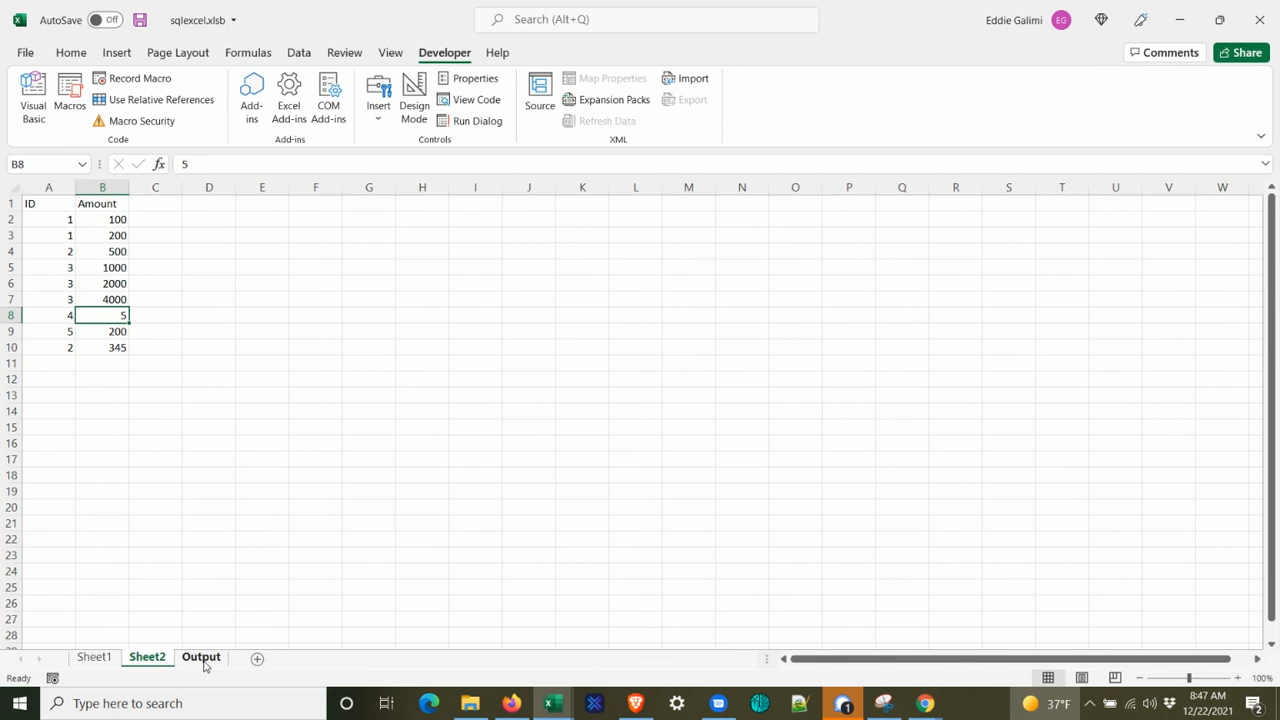 AutoSave Off sqlexcel.xlsb Search (Alt+Q) Eddie Galimi EG
File Home Insert Page Layout Formulas Data Review View Developer Help Comments Share
Visual Basic
Macros
Record Macro
Use Relative References
Macro Security
Code
Add-ins
Excel Add-ins
COM Add-ins
Add-ins
Insert
Design Mode
Properties
View Code
Run Dialog
Controls
Source
Map Properties
Expansion Packs
Refresh Data
Import
Export
XML
B8 fx 5
A B C D E F G H I J K L M N O P Q R S T U V W
1 ID Amount
2 1 100
3 1 200
4 2 500
5 3 1000
6 3 2000
7 3 4000
8 4 5
9 5 200
10 2 345
11
12
13
14
15
16
17
18
19
20
21
22
23
24
25
26
27
28
Sheet1 Sheet2 Output
Ready 100%
Type here to search 1 37°F 8:47 AM
12/22/2021 2